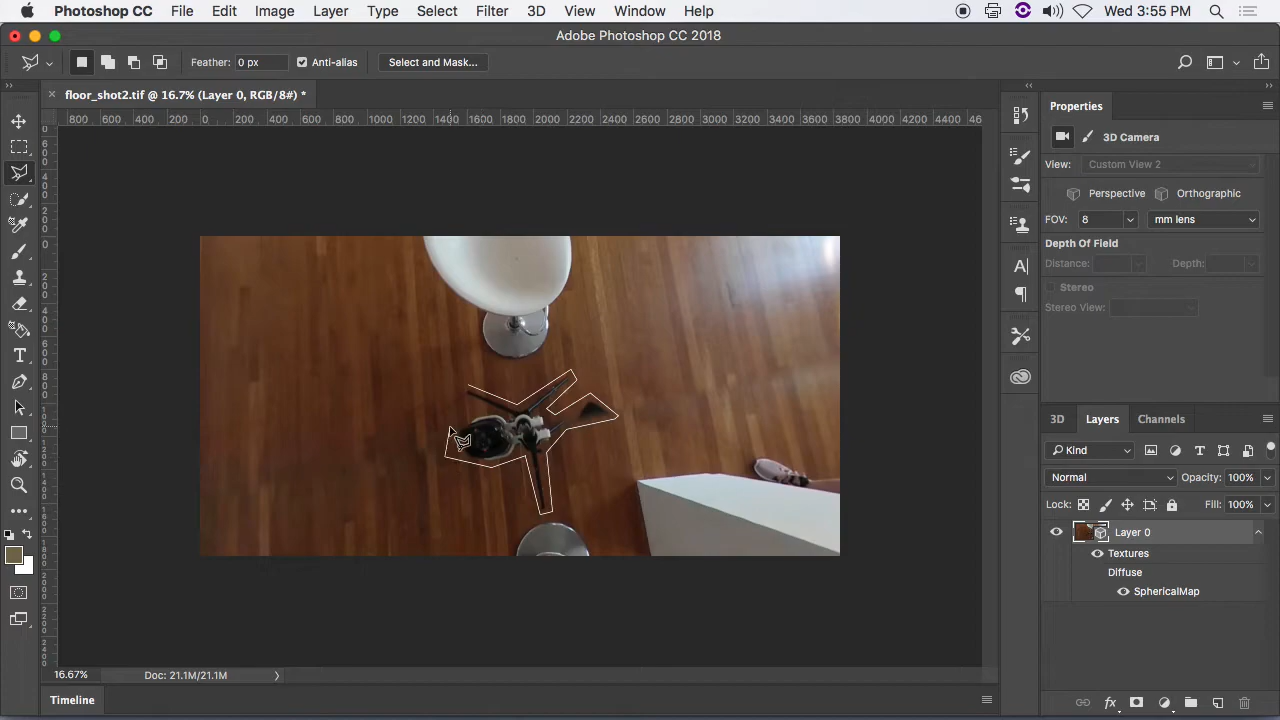 Photoshop CC File Edit Image Layer Type Select Filter 3D View Window Help Wed 3:55 PM
Adobe Photoshop CC 2018
Feather: 0 px Anti-alias Select and Mask...
floor_shot2.tif @ 16.7% (Layer 0, RGB/8#) *
800 600 400 200 0 200 400 600 800 1000 1200 1400 1600 1800 2000 2200 2400 2600 2800 3000 3200 3400 3600 3800 4000 4200 4400 46
Properties
3D Camera
View: Custom View 2
Perspective Orthographic
FOV: 8 mm lens
Depth Of Field
Distance: Depth:
Stereo
Stereo View:
3D Layers Channels
Kind
Normal Opacity: 100%
Lock: Fill: 100%
Layer 0
Textures
Diffuse
SphericalMap
16.67% Doc: 21.1M/21.1M
Timeline